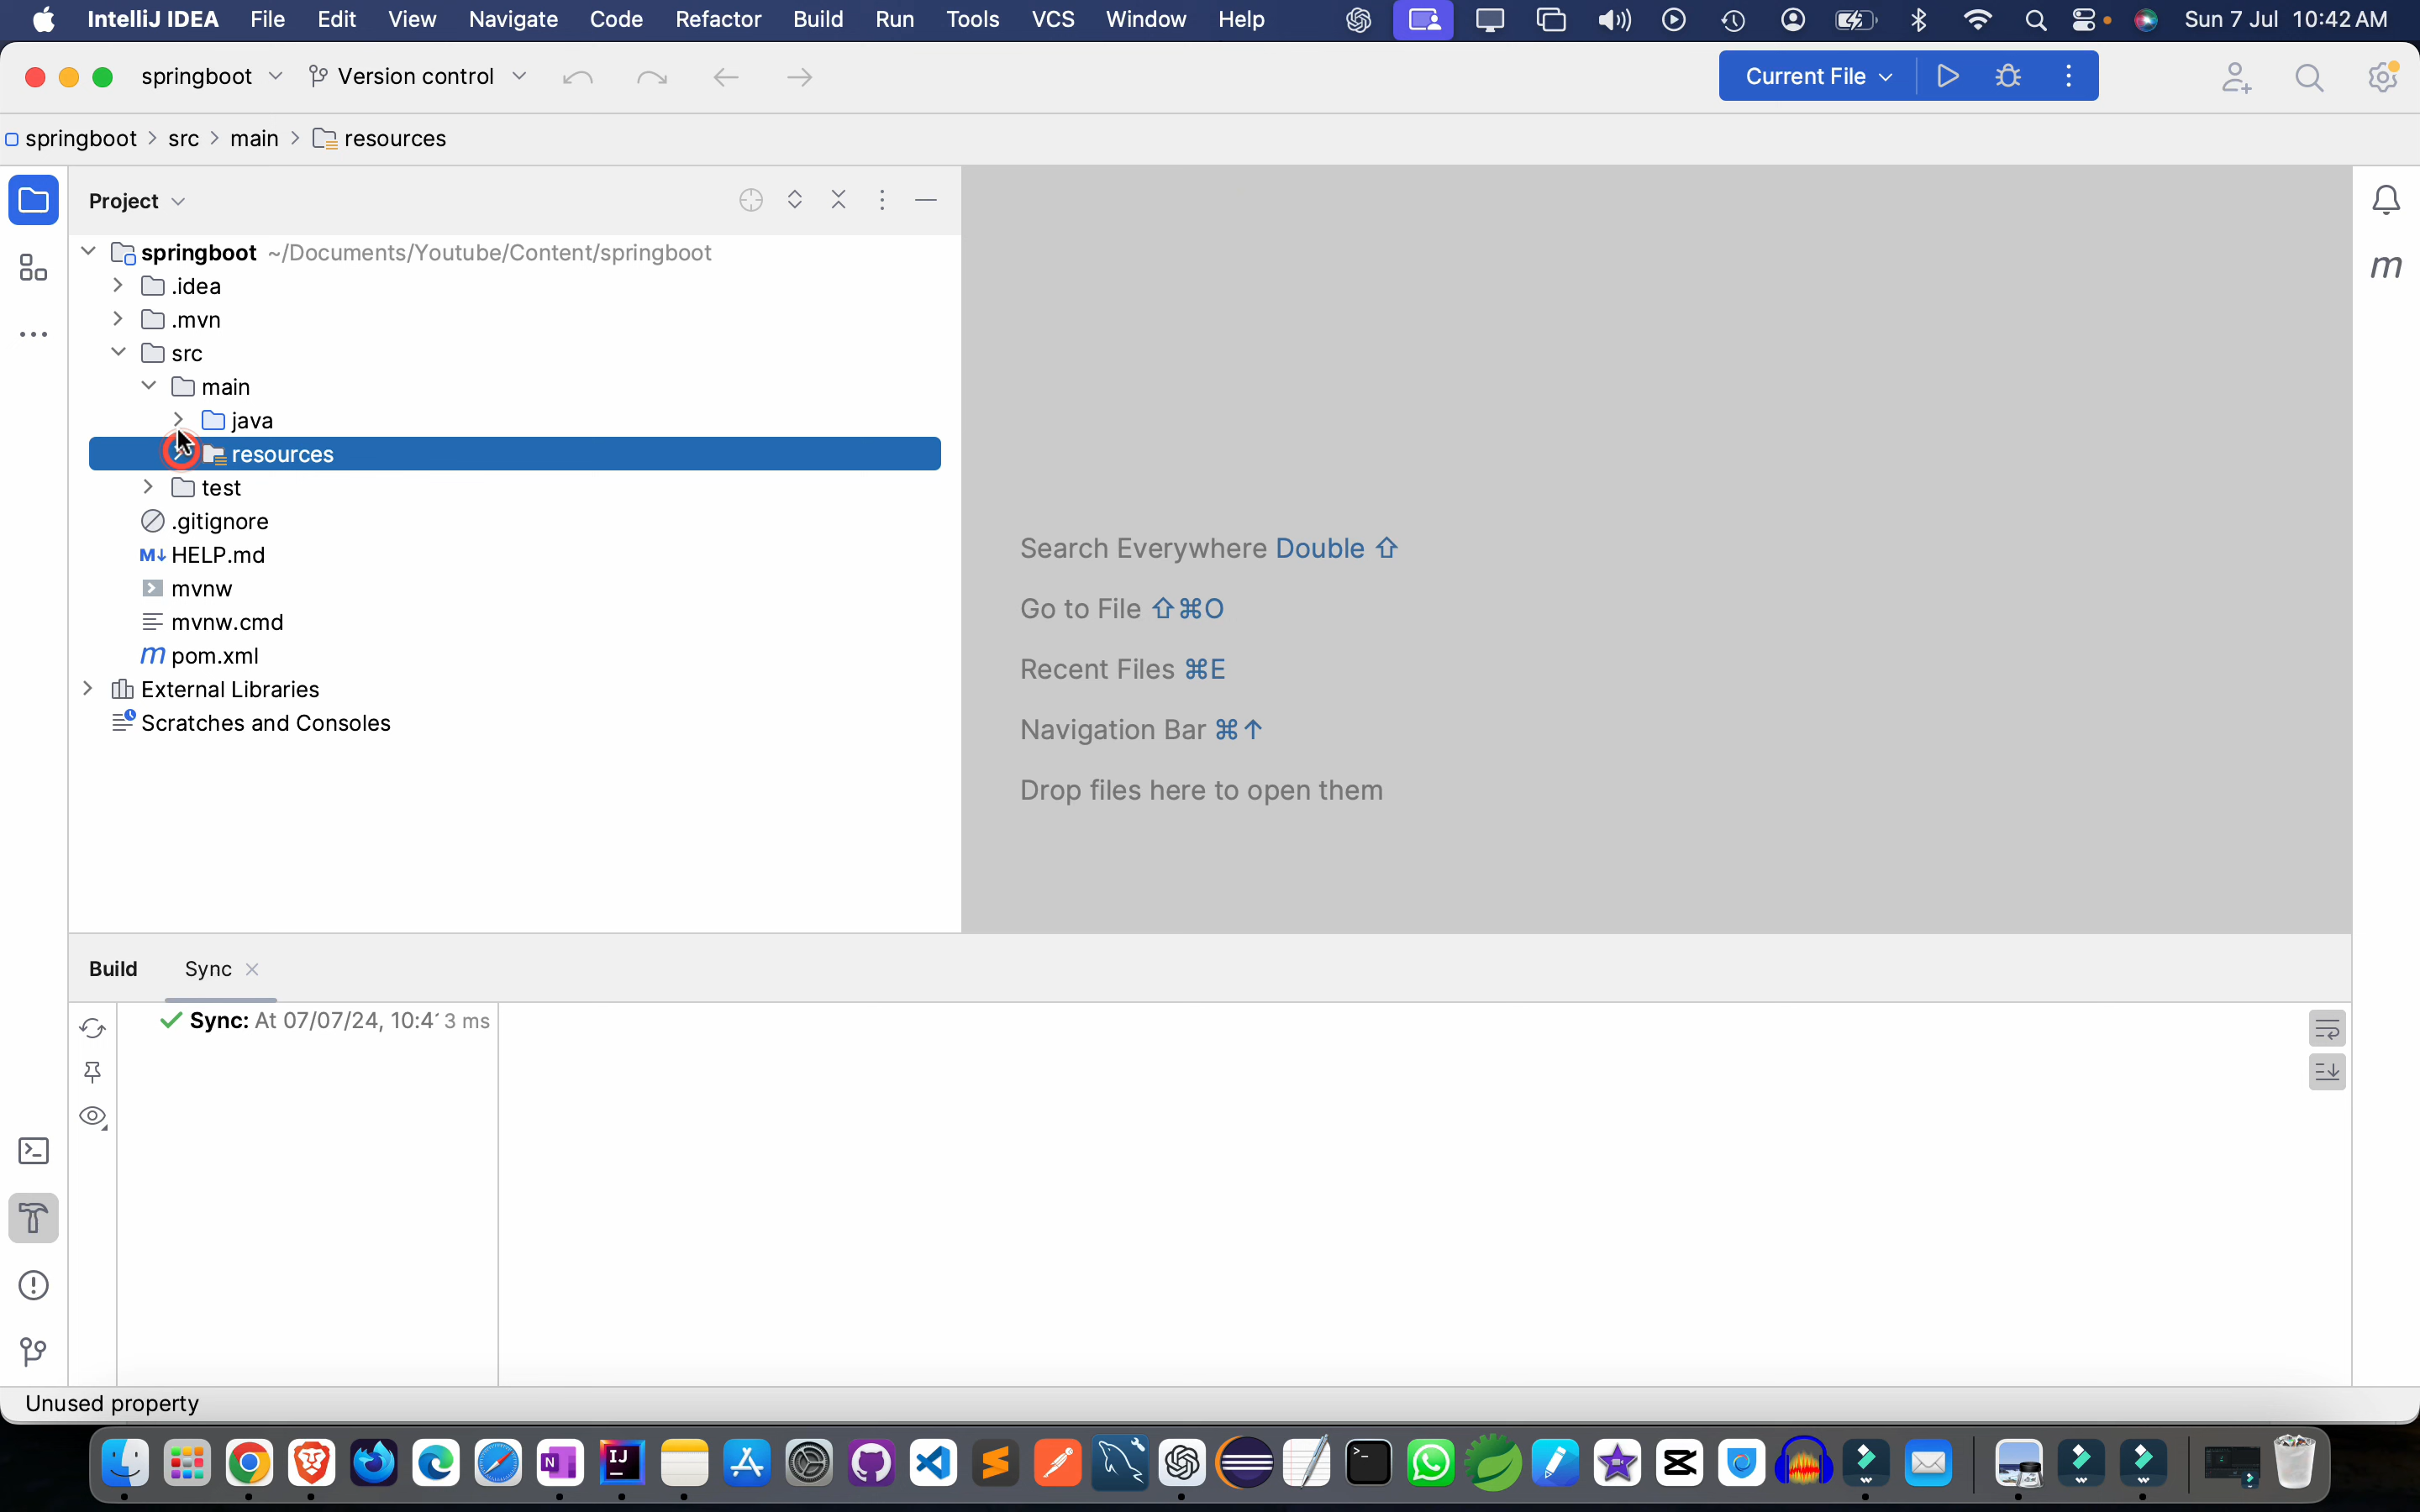 IntelliJ IDEA File Edit View Navigate Code Refactor Build Run Tools VCS Window Help Sun 7 Jul 10:42 AM
springboot Version control Current File
springboot > src > main > resources
Project
springboot ~/Documents/Youtube/Content/springboot
.idea
.mvn
src
main
java
resources
test
.gitignore
M↓ HELP.md
mvnw
mvnw.cmd
m pom.xml
External Libraries
Scratches and Consoles
Search Everywhere Double ⇧
Go to File ⇧⌘O
Recent Files ⌘E
Navigation Bar ⌘↑
Drop files here to open them
m
Build Sync
Sync: At 07/07/24, 10:4 3 ms
Unused property
N IJ